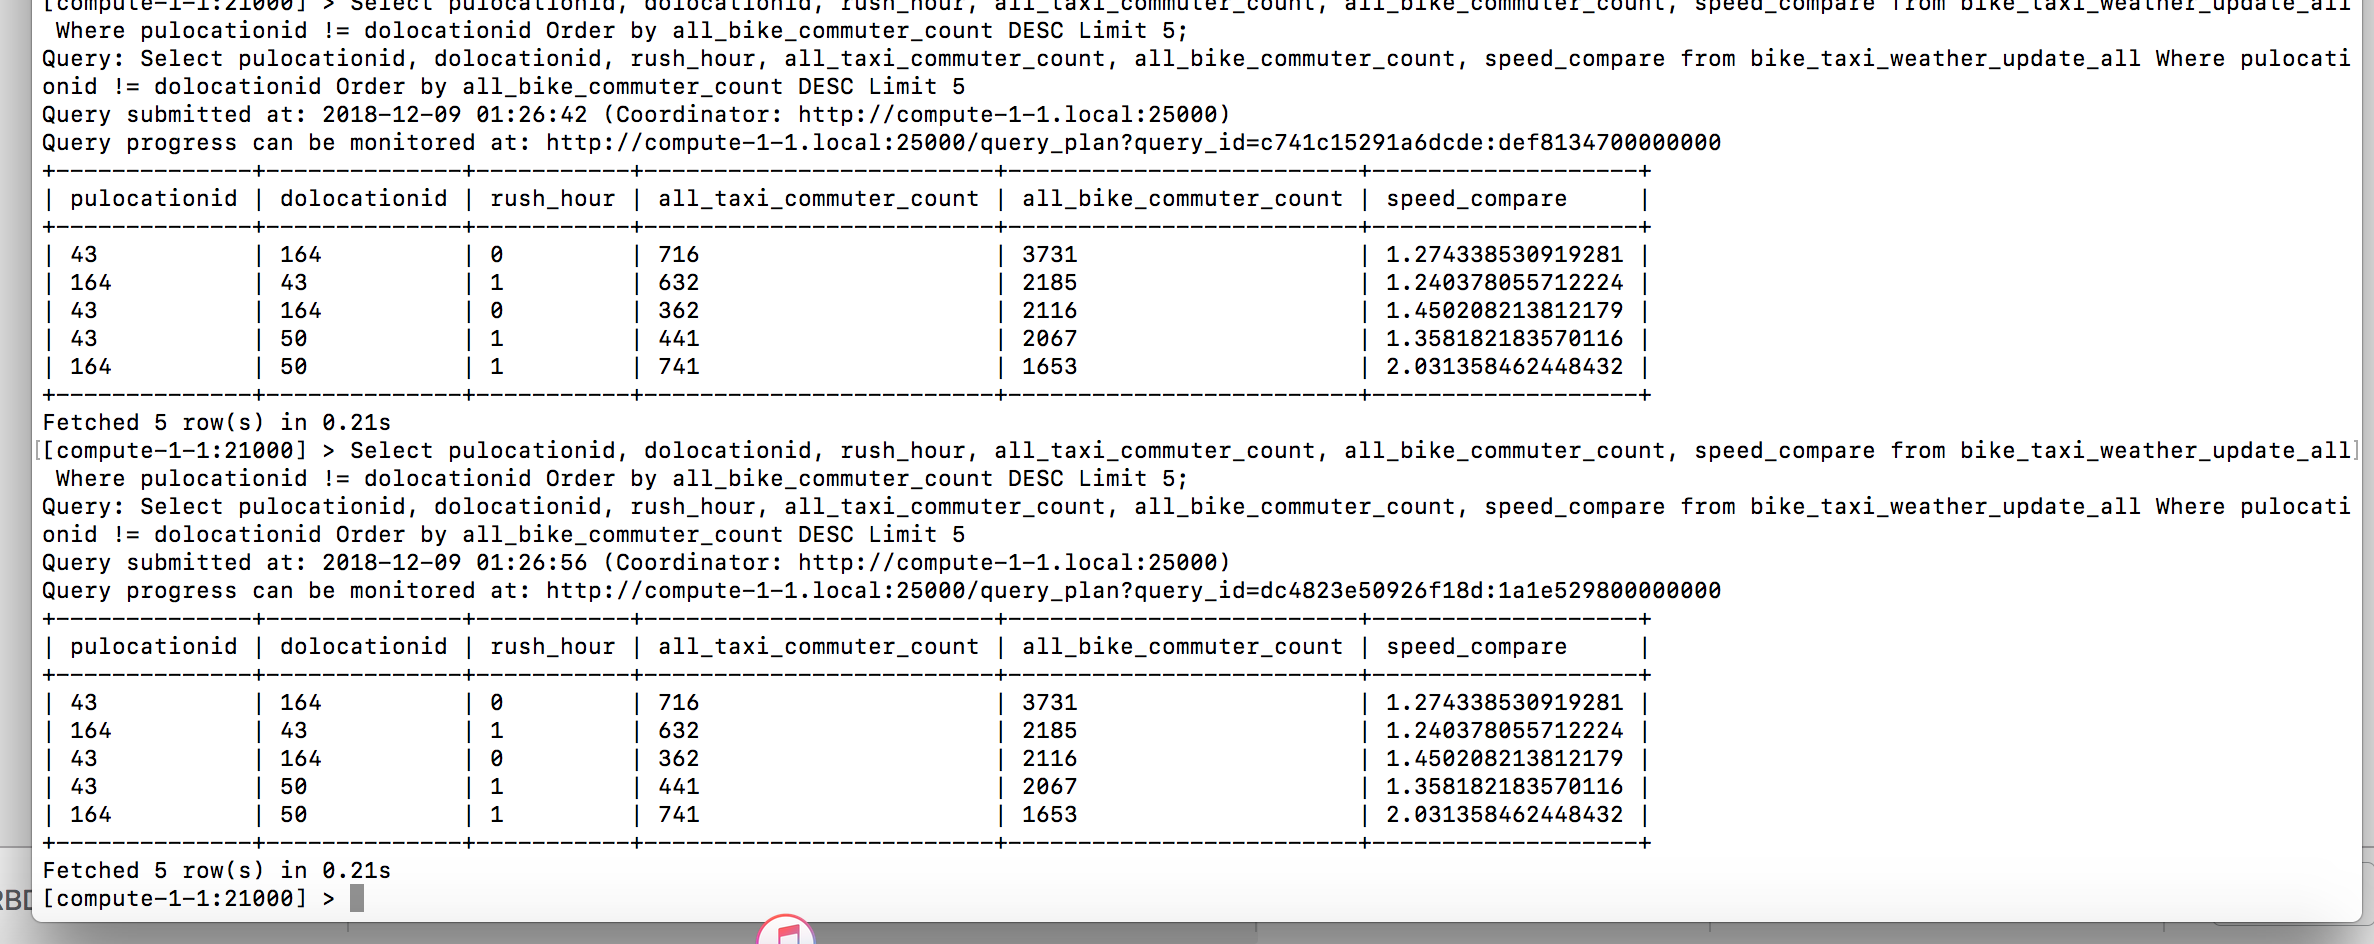 [compute-1-1:21000] > Select pulocationid, dolocationid, rush_hour, all_taxi_commuter_count, all_bike_commuter_count, speed_compare from bike_taxi_weather_update_all
Where pulocationid != dolocationid Order by all_bike_commuter_count DESC Limit 5;
Query: Select pulocationid, dolocationid, rush_hour, all_taxi_commuter_count, all_bike_commuter_count, speed_compare from bike_taxi_weather_update_all Where pulocati
onid != dolocationid Order by all_bike_commuter_count DESC Limit 5
Query submitted at: 2018-12-09 01:26:42 (Coordinator: http://compute-1-1.local:25000)
Query progress can be monitored at: http://compute-1-1.local:25000/query_plan?query_id=c741c15291a6dcde:def8134700000000
+--------------+--------------+-----------+-------------------------+-------------------------+-------------------+
| pulocationid | dolocationid | rush_hour | all_taxi_commuter_count | all_bike_commuter_count | speed_compare     |
+--------------+--------------+-----------+-------------------------+-------------------------+-------------------+
| 43           | 164          | 0         | 716                     | 3731                    | 1.274338530919281 |
| 164          | 43           | 1         | 632                     | 2185                    | 1.240378055712224 |
| 43           | 164          | 0         | 362                     | 2116                    | 1.450208213812179 |
| 43           | 50           | 1         | 441                     | 2067                    | 1.358182183570116 |
| 164          | 50           | 1         | 741                     | 1653                    | 2.031358462448432 |
+--------------+--------------+-----------+-------------------------+-------------------------+-------------------+
Fetched 5 row(s) in 0.21s
[[compute-1-1:21000] > Select pulocationid, dolocationid, rush_hour, all_taxi_commuter_count, all_bike_commuter_count, speed_compare from bike_taxi_weather_update_all]
Where pulocationid != dolocationid Order by all_bike_commuter_count DESC Limit 5;
Query: Select pulocationid, dolocationid, rush_hour, all_taxi_commuter_count, all_bike_commuter_count, speed_compare from bike_taxi_weather_update_all Where pulocati
onid != dolocationid Order by all_bike_commuter_count DESC Limit 5
Query submitted at: 2018-12-09 01:26:56 (Coordinator: http://compute-1-1.local:25000)
Query progress can be monitored at: http://compute-1-1.local:25000/query_plan?query_id=dc4823e50926f18d:1a1e529800000000
+--------------+--------------+-----------+-------------------------+-------------------------+-------------------+
| pulocationid | dolocationid | rush_hour | all_taxi_commuter_count | all_bike_commuter_count | speed_compare     |
+--------------+--------------+-----------+-------------------------+-------------------------+-------------------+
| 43           | 164          | 0         | 716                     | 3731                    | 1.274338530919281 |
| 164          | 43           | 1         | 632                     | 2185                    | 1.240378055712224 |
| 43           | 164          | 0         | 362                     | 2116                    | 1.450208213812179 |
| 43           | 50           | 1         | 441                     | 2067                    | 1.358182183570116 |
| 164          | 50           | 1         | 741                     | 1653                    | 2.031358462448432 |
+--------------+--------------+-----------+-------------------------+-------------------------+-------------------+
Fetched 5 row(s) in 0.21s
[compute-1-1:21000] >